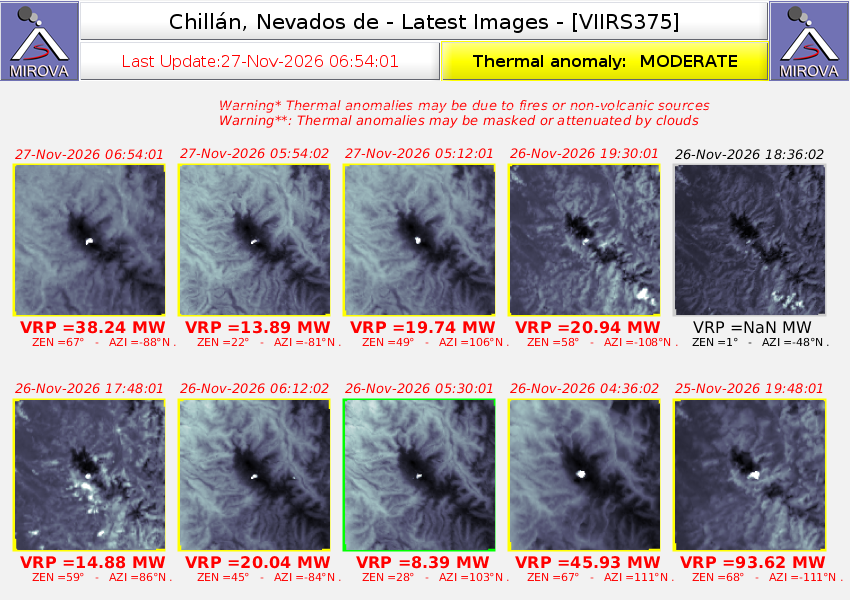 Chillán, Nevados de - Latest Images - [VIIRS375]
MIROVA
Last Update:27-Nov-2026 06:54:01
Thermal anomaly: MODERATE
MIROVA
Warning* Thermal anomalies may be due to fires or non-volcanic sources
Warning**: Thermal anomalies may be masked or attenuated by clouds
27-Nov-2026 06:54:01 27-Nov-2026 05:54:02 27-Nov-2026 05:12:01 26-Nov-2026 19:30:01 26-Nov-2026 18:36:02
VRP =38.24 MW VRP =13.89 MW VRP =19.74 MW VRP =20.94 MW VRP =NaN MW
ZEN =67° - AZI =-88°N . ZEN =22° - AZI =-81°N . ZEN =49° - AZI =106°N . ZEN =58° - AZI =-108°N . ZEN =1° - AZI =-48°N .
26-Nov-2026 17:48:01 26-Nov-2026 06:12:02 26-Nov-2026 05:30:01 26-Nov-2026 04:36:02 25-Nov-2026 19:48:01
VRP =14.88 MW VRP =20.04 MW VRP =8.39 MW VRP =45.93 MW VRP =93.62 MW
ZEN =59° - AZI =86°N . ZEN =45° - AZI =-84°N . ZEN =28° - AZI =103°N . ZEN =67° - AZI =111°N . ZEN =68° - AZI =-111°N .